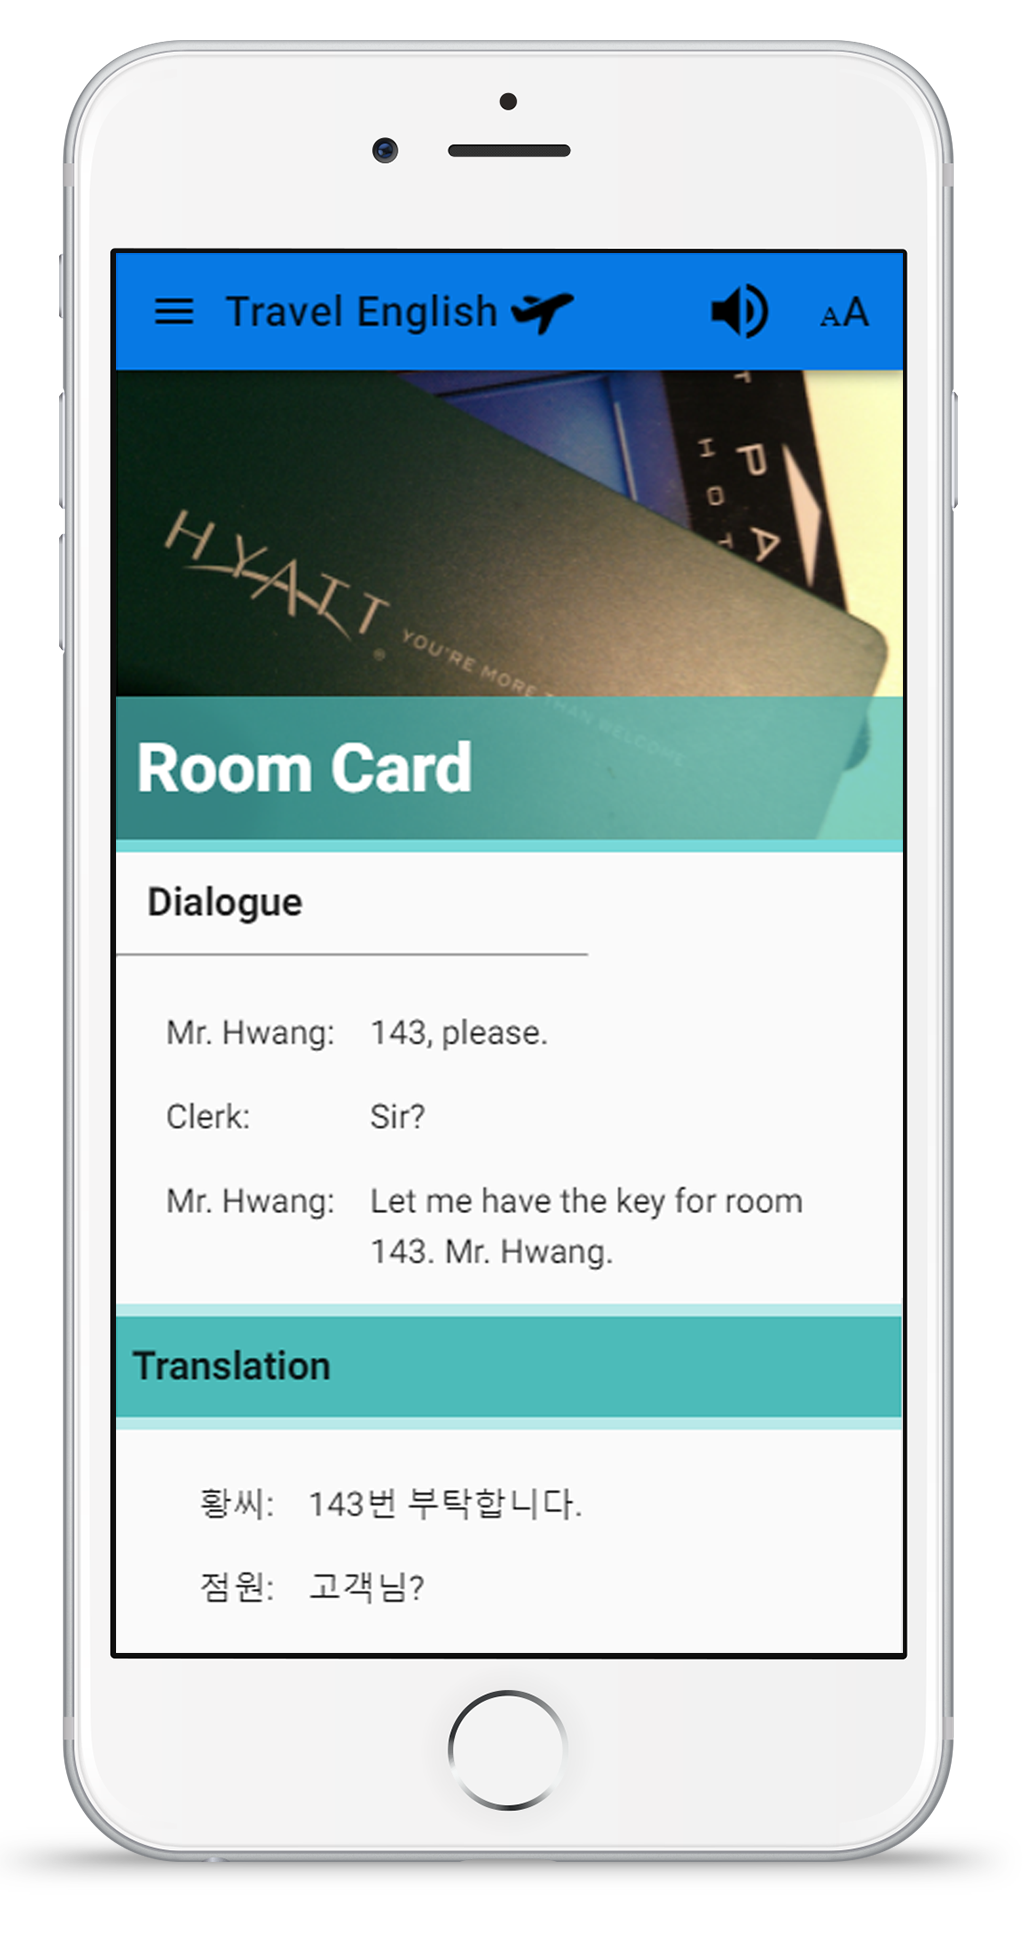 Travel English
AA
HYATT
®
YOU'RE MORE THAN WELCOME
P A
HOT
Room Card
Dialogue
Mr. Hwang: 143, please.
Clerk: Sir?
Mr. Hwang: Let me have the key for room
143. Mr. Hwang.
Translation
황씨: 143번 부탁합니다.
점원: 고객님?